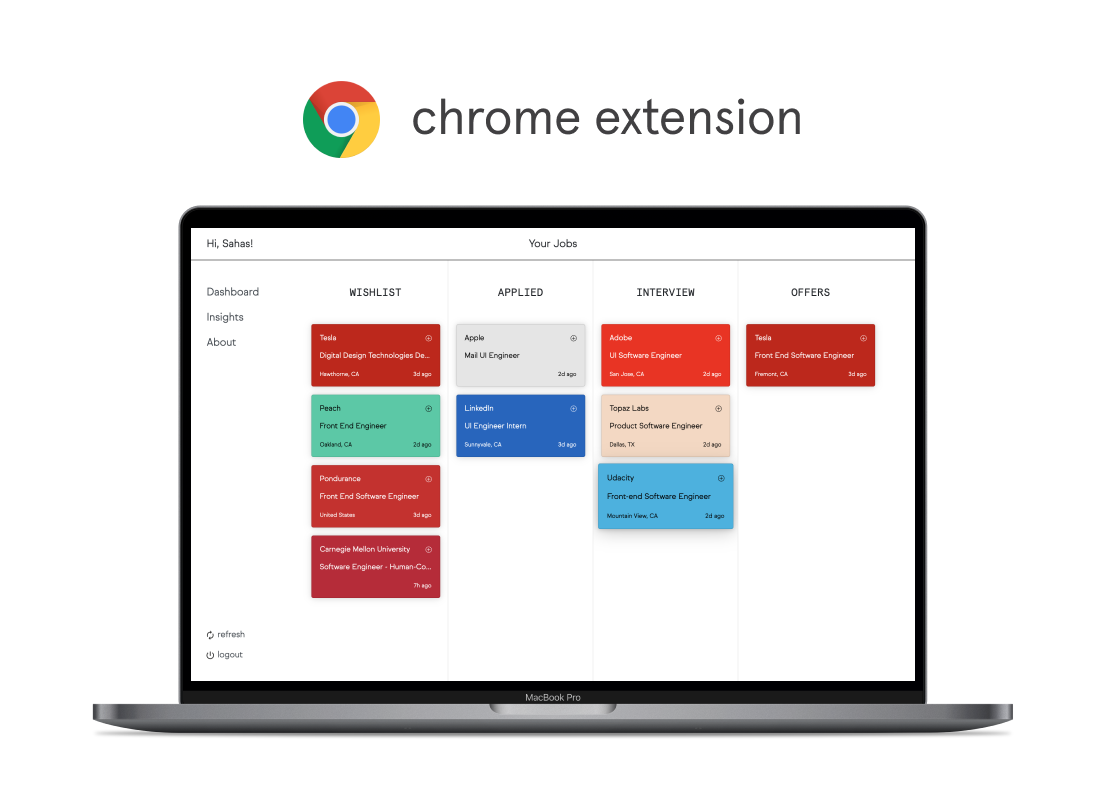 chrome extension
Hi, Sahas!
Your Jobs
Dashboard
Insights
About
WISHLIST
Tesla
Digital Design Technologies De...
Hawthorne, CA 3d ago
Peach
Front End Engineer
Oakland, CA 2d ago
Pondurance
Front End Software Engineer
United States 3d ago
Carnegie Mellon University
Software Engineer - Human-Co...
7h ago
APPLIED
Apple
Mail UI Engineer
2d ago
LinkedIn
UI Engineer Intern
Sunnyvale, CA 3d ago
INTERVIEW
Adobe
UI Software Engineer
San Jose, CA 2d ago
Topaz Labs
Product Software Engineer
Dallas, TX 2d ago
Udacity
Front-end Software Engineer
Mountain View, CA 2d ago
OFFERS
Tesla
Front End Software Engineer
Fremont, CA 3d ago
refresh
logout
MacBook Pro